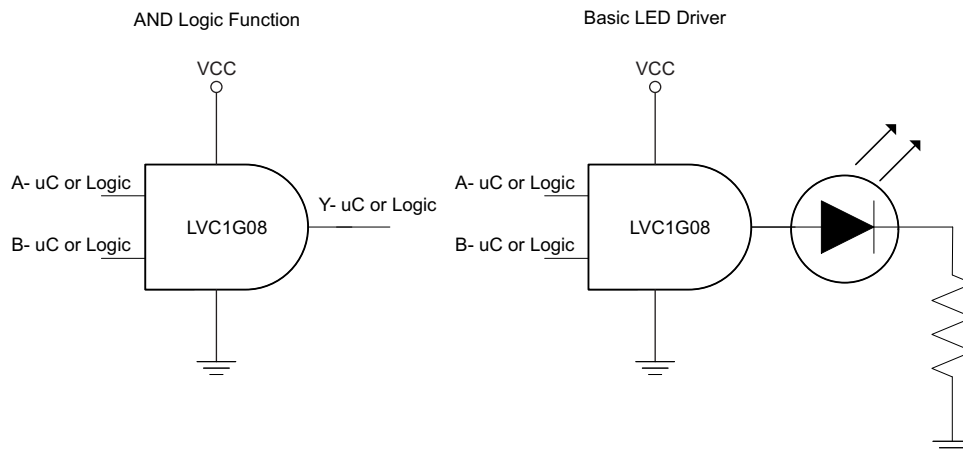 AND Logic Function
VCC
A- uC or Logic
B- uC or Logic
LVC1G08
Y- uC or Logic
Basic LED Driver
VCC
A- uC or Logic
B- uC or Logic
LVC1G08